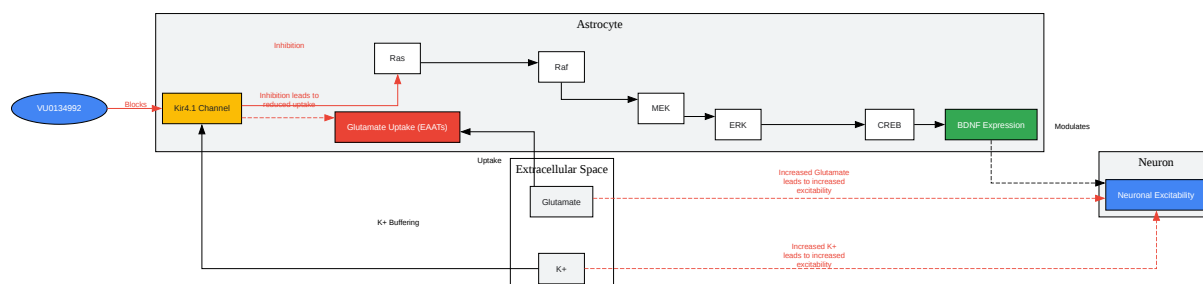 Astrocyte
Inhibition
Ras
Raf
VU0134992
Blocks
Kir4.1 Channel
Inhibition leads to
reduced uptake
MEK
Glutamate Uptake (EAATs)
ERK
CREB
BDNF Expression
Modulates
Uptake
Extracellular Space
Neuron
Glutamate
Increased Glutamate
leads to increased
excitability
Neuronal Excitability
K+ Buffering
K+
Increased K+
leads to increased
excitability